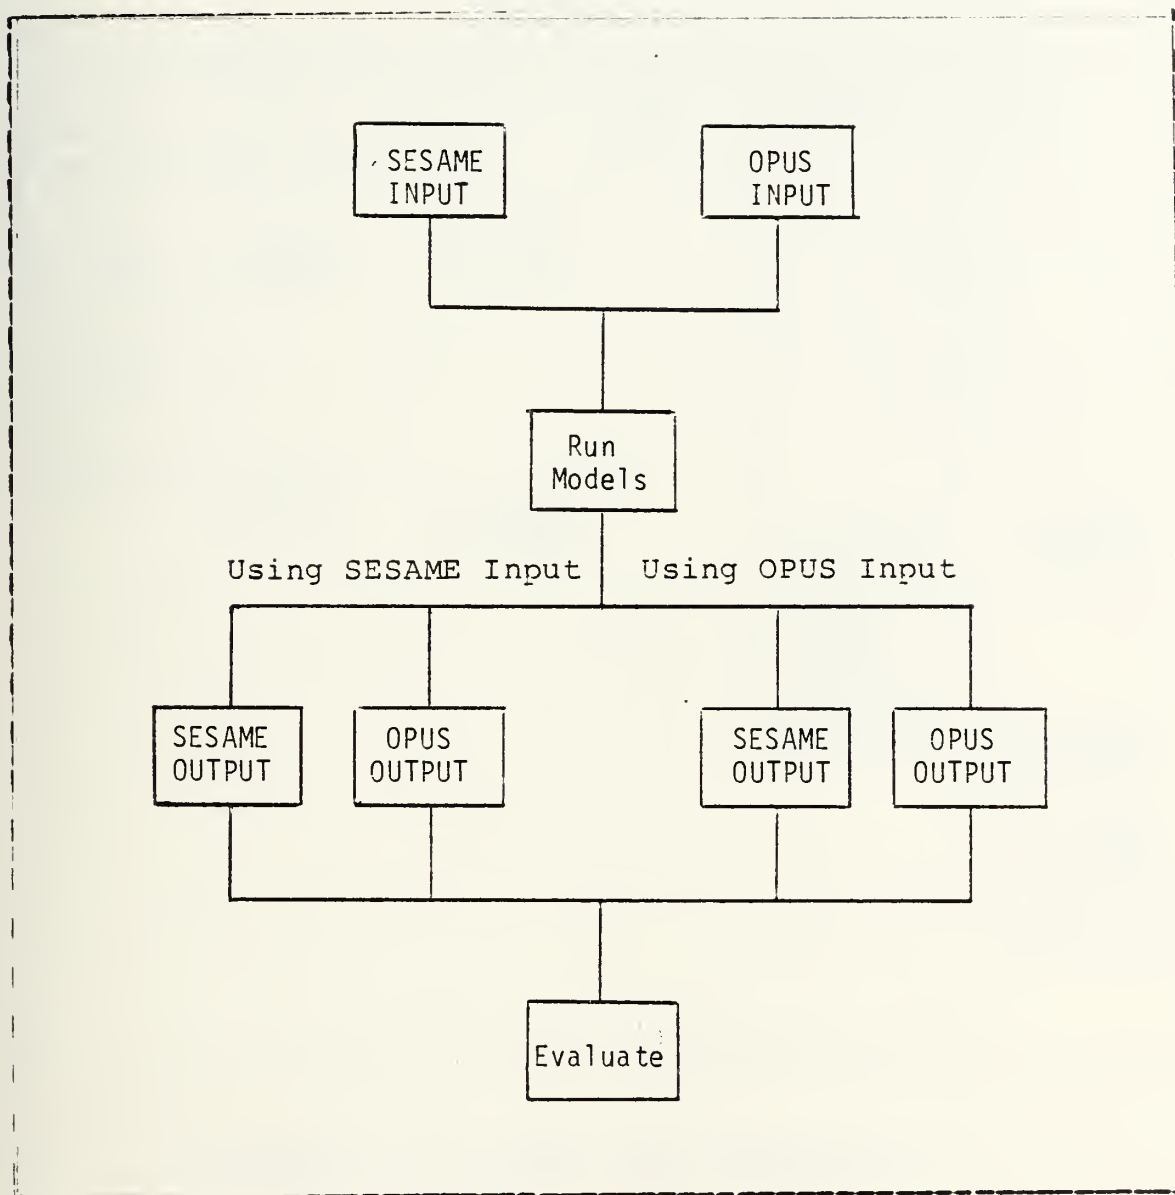 SESAME
INPUT
OPUS
INPUT
Run
Models
Using SESAME Input
Using OPUS Input
SESAME
OUTPUT
OPUS
OUTPUT
SESAME
OUTPUT
OPUS
OUTPUT
Evaluate